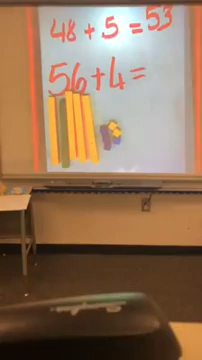 48 + 5 = 53
56 + 4 =